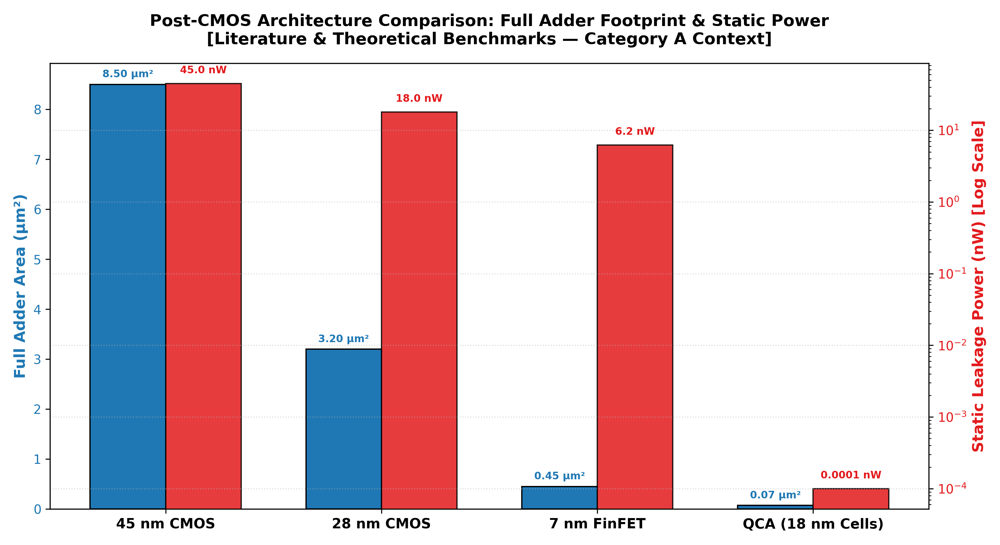 Post-CMOS Architecture Comparison: Full Adder Footprint & Static Power
[Literature & Theoretical Benchmarks — Category A Context]
Full Adder Area (µm²)
8
7
6
5
4
3
2
1
0
8.50 µm²
45.0 nW
3.20 µm²
18.0 nW
0.45 µm²
6.2 nW
0.07 µm²
0.0001 nW
45 nm CMOS
28 nm CMOS
7 nm FinFET
QCA (18 nm Cells)
10¹
10⁰
10⁻¹
10⁻²
10⁻³
10⁻⁴
Static Leakage Power (nW) [Log Scale]